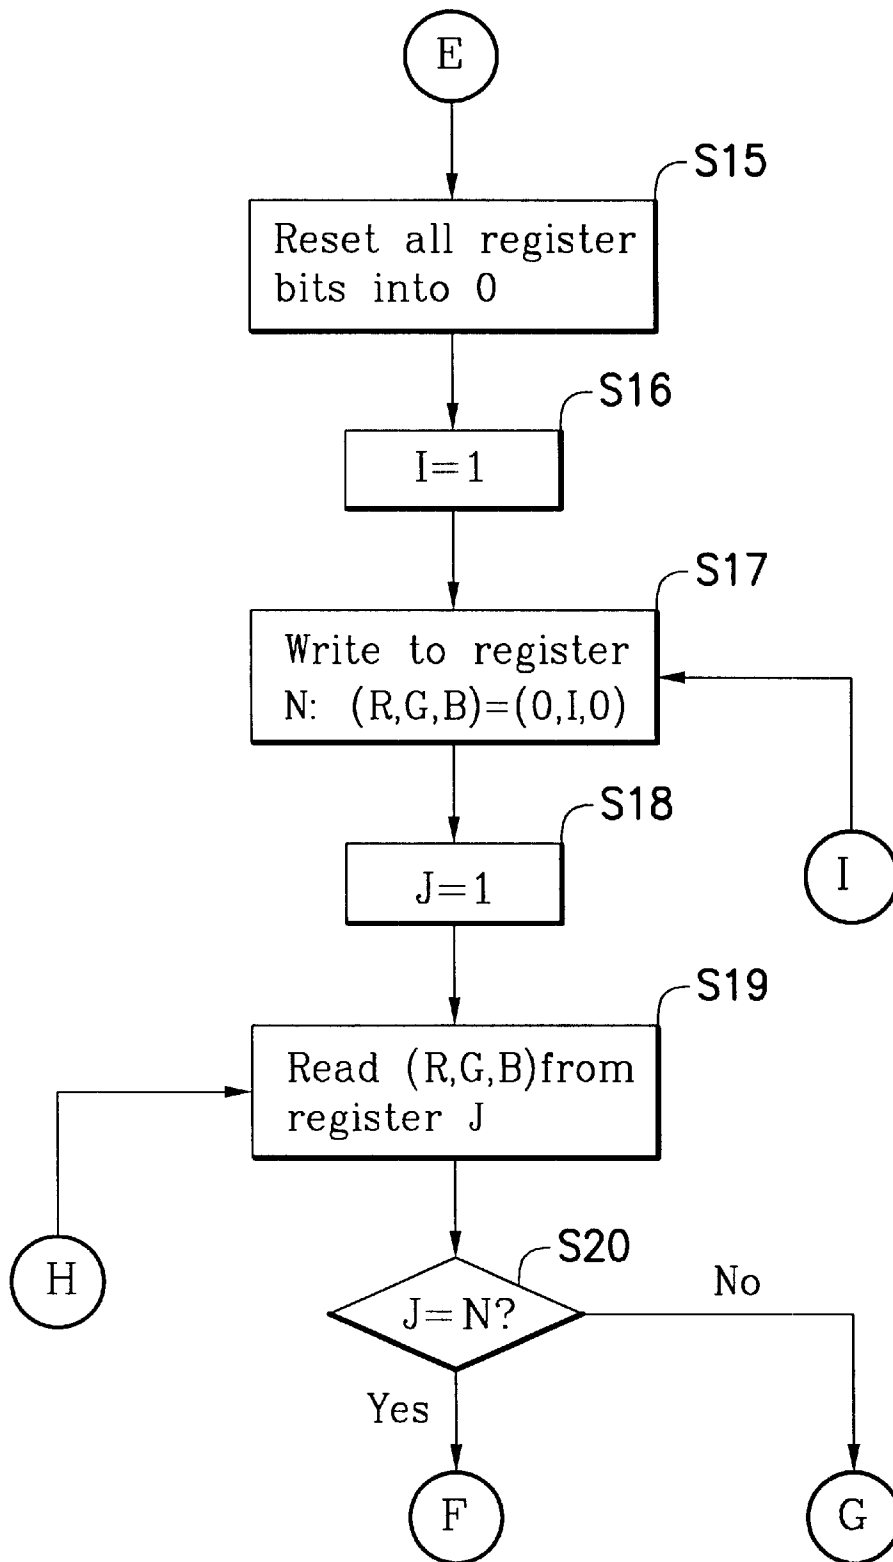 E
S15
Reset all register
bits into 0
S16
I=1
S17
Write to register
N: (R,G,B)=(0,I,0)
S18
J=1
I
S19
Read (R,G,B)from
register J
H
S20
J=N?
No
Yes
F
G